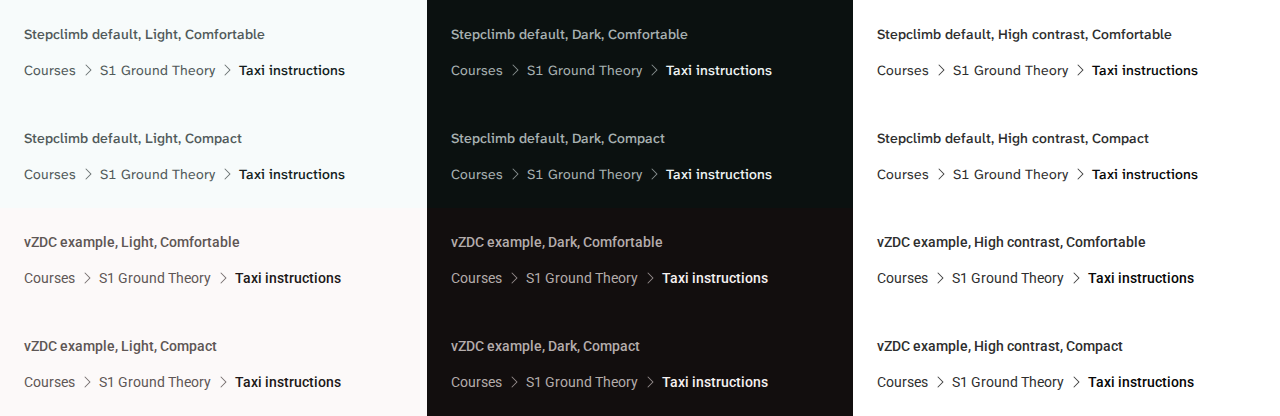 Stepclimb default, Light, Comfortable
Courses > S1 Ground Theory > Taxi instructions
Stepclimb default, Light, Compact
Courses > S1 Ground Theory > Taxi instructions
vZDC example, Light, Comfortable
Courses > S1 Ground Theory > Taxi instructions
vZDC example, Light, Compact
Courses > S1 Ground Theory > Taxi instructions
Stepclimb default, Dark, Comfortable
Courses > S1 Ground Theory > Taxi instructions
Stepclimb default, Dark, Compact
Courses > S1 Ground Theory > Taxi instructions
vZDC example, Dark, Comfortable
Courses > S1 Ground Theory > Taxi instructions
vZDC example, Dark, Compact
Courses > S1 Ground Theory > Taxi instructions
Stepclimb default, High contrast, Comfortable
Courses > S1 Ground Theory > Taxi instructions
Stepclimb default, High contrast, Compact
Courses > S1 Ground Theory > Taxi instructions
vZDC example, High contrast, Comfortable
Courses > S1 Ground Theory > Taxi instructions
vZDC example, High contrast, Compact
Courses > S1 Ground Theory > Taxi instructions